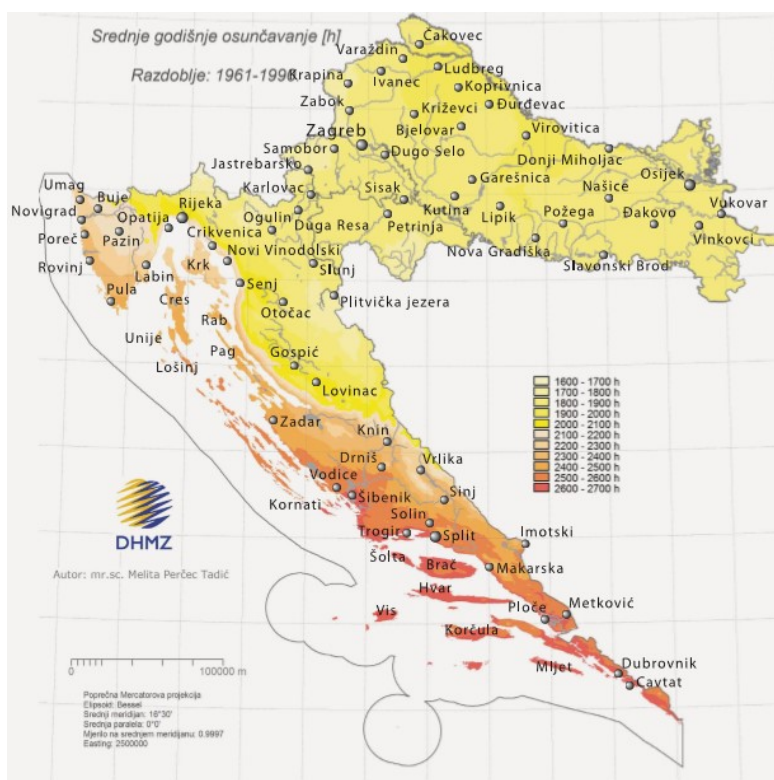 Srednje godišnje osunčavanje [h]
Razdoblje: 1961-1990
Čakovec
Varaždin
Ludbreg
Ivanec
Krapina
Koprivnica
Zabok
Križevci
Đurđevac
Zagreb
Bjelovar
Virovitica
Samobor
Dugo Selo
Donji Miholjac
Jastrebarsko
Garešnica
Osijek
Karlovac
Sisak
Našice
Umag
Buje
Rijeka
Kutina
Lipik
Požega
Đakovo
Vukovar
Novigrad
Opatija
Ogulin
Duga Resa
Petrinja
Poreč
Pazin
Crikvenica
Vinkovci
Nova Gradiška
Rovinj
Labin
Krk
Novi Vinodolski
Slunj
Slavonski Brod
Pula
Cres
Senj
Plitvička jezera
Unije
Rab
Otočac
Lošinj
Pag
Gospić
Lovinac
1600 - 1700 h
1700 - 1800 h
1800 - 1900 h
1900 - 2000 h
2000 - 2100 h
2100 - 2200 h
2200 - 2300 h
2300 - 2400 h
2400 - 2500 h
2500 - 2600 h
2600 - 2700 h
Zadar
Knin
Drniš
Vrlika
Vodice
Šibenik
Sinj
Kornati
Solin
Trogir
Split
Imotski
DHMZ
Šolta
Brač
Makarska
Autor: mr.sc. Melita Perčec Tadić
Hvar
Vis
Ploče
Metković
Korčula
Mljet
Dubrovnik
Cavtat
0 100000 m
Poprečna Mercatorova projekcija
Elipsoid: Bessel
Srednji meridijan: 16°30'
Srednja paralela: 0°0'
Mjerilo na srednjem meridijanu: 0.9997
Easting: 2500000